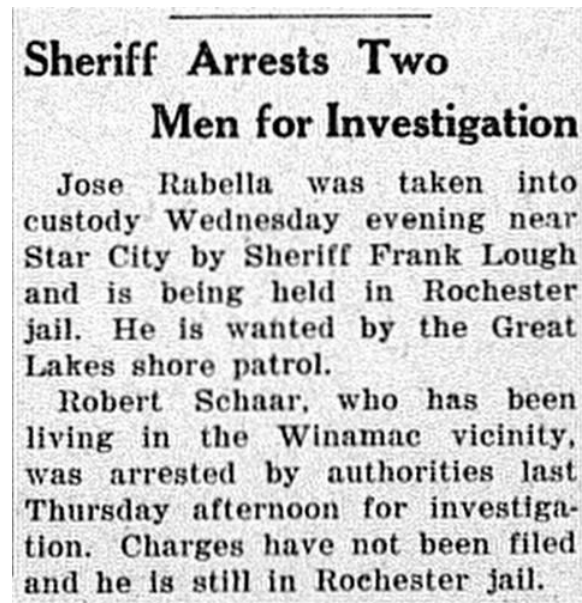 Sheriff Arrests Two
Men for Investigation
Jose Rabella was taken into
custody Wednesday evening near
Star City by Sheriff Frank Lough
and is being held in Rochester
jail. He is wanted by the Great
Lakes shore patrol.
Robert Schaar, who has been
living in the Winamac vicinity,
was arrested by authorities last
Thursday afternoon for investiga-
tion. Charges have not been filed
and he is still in Rochester jail.